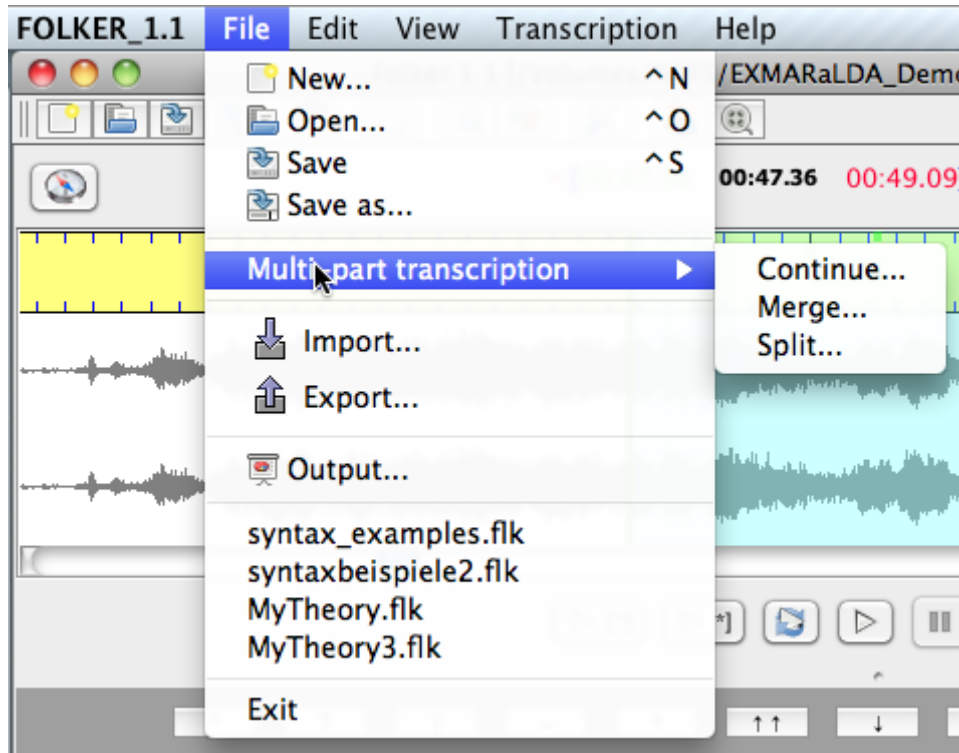 FOLKER_1.1 File Edit View Transcription Help
/EXMARaLDA_Dem
New... ^N
Open... ^O
Save ^S
Save as...
00:47.36 00:49.09
Multi-part transcription
Continue...
Merge...
Split...
Import...
Export...
Output...
syntax_examples.flk
syntaxbeispiele2.flk
MyTheory.flk
MyTheory3.flk
Exit